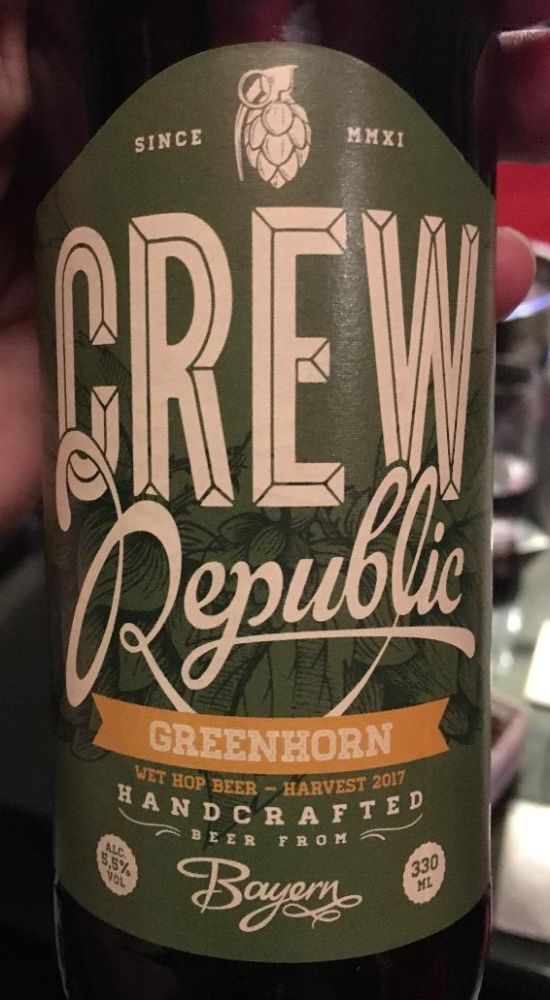 SINCE MMXI
CREW
Republic
GREENHORN
WET HOP BEER – HARVEST 2017
HANDCRAFTED
BEER FROM
Bayern
ALC.
5,5%
VOL
330
ML